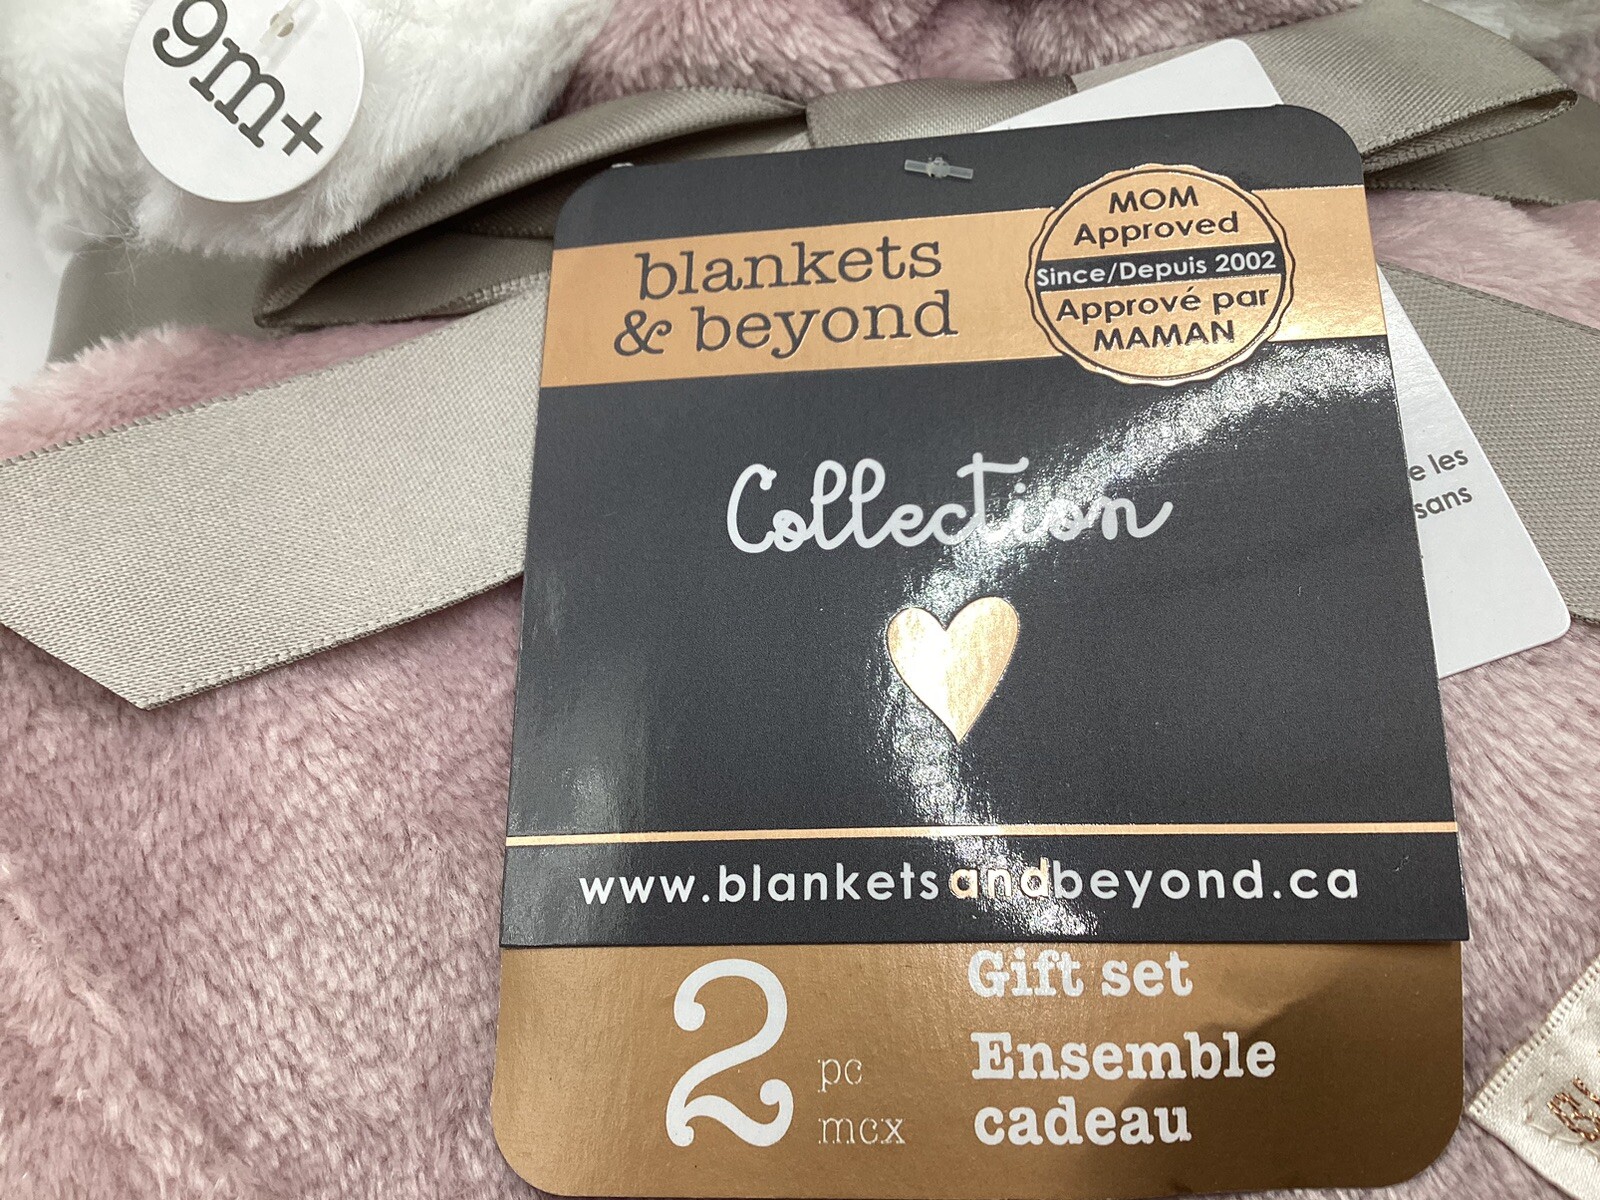 9m+
blankets
& beyond
MOM
Approved
Since/Depuis 2002
Approuvé par
MAMAN
Collection
www.blanketsandbeyond.ca
2 pc
mcx
Gift set
Ensemble
cadeau
les
sans